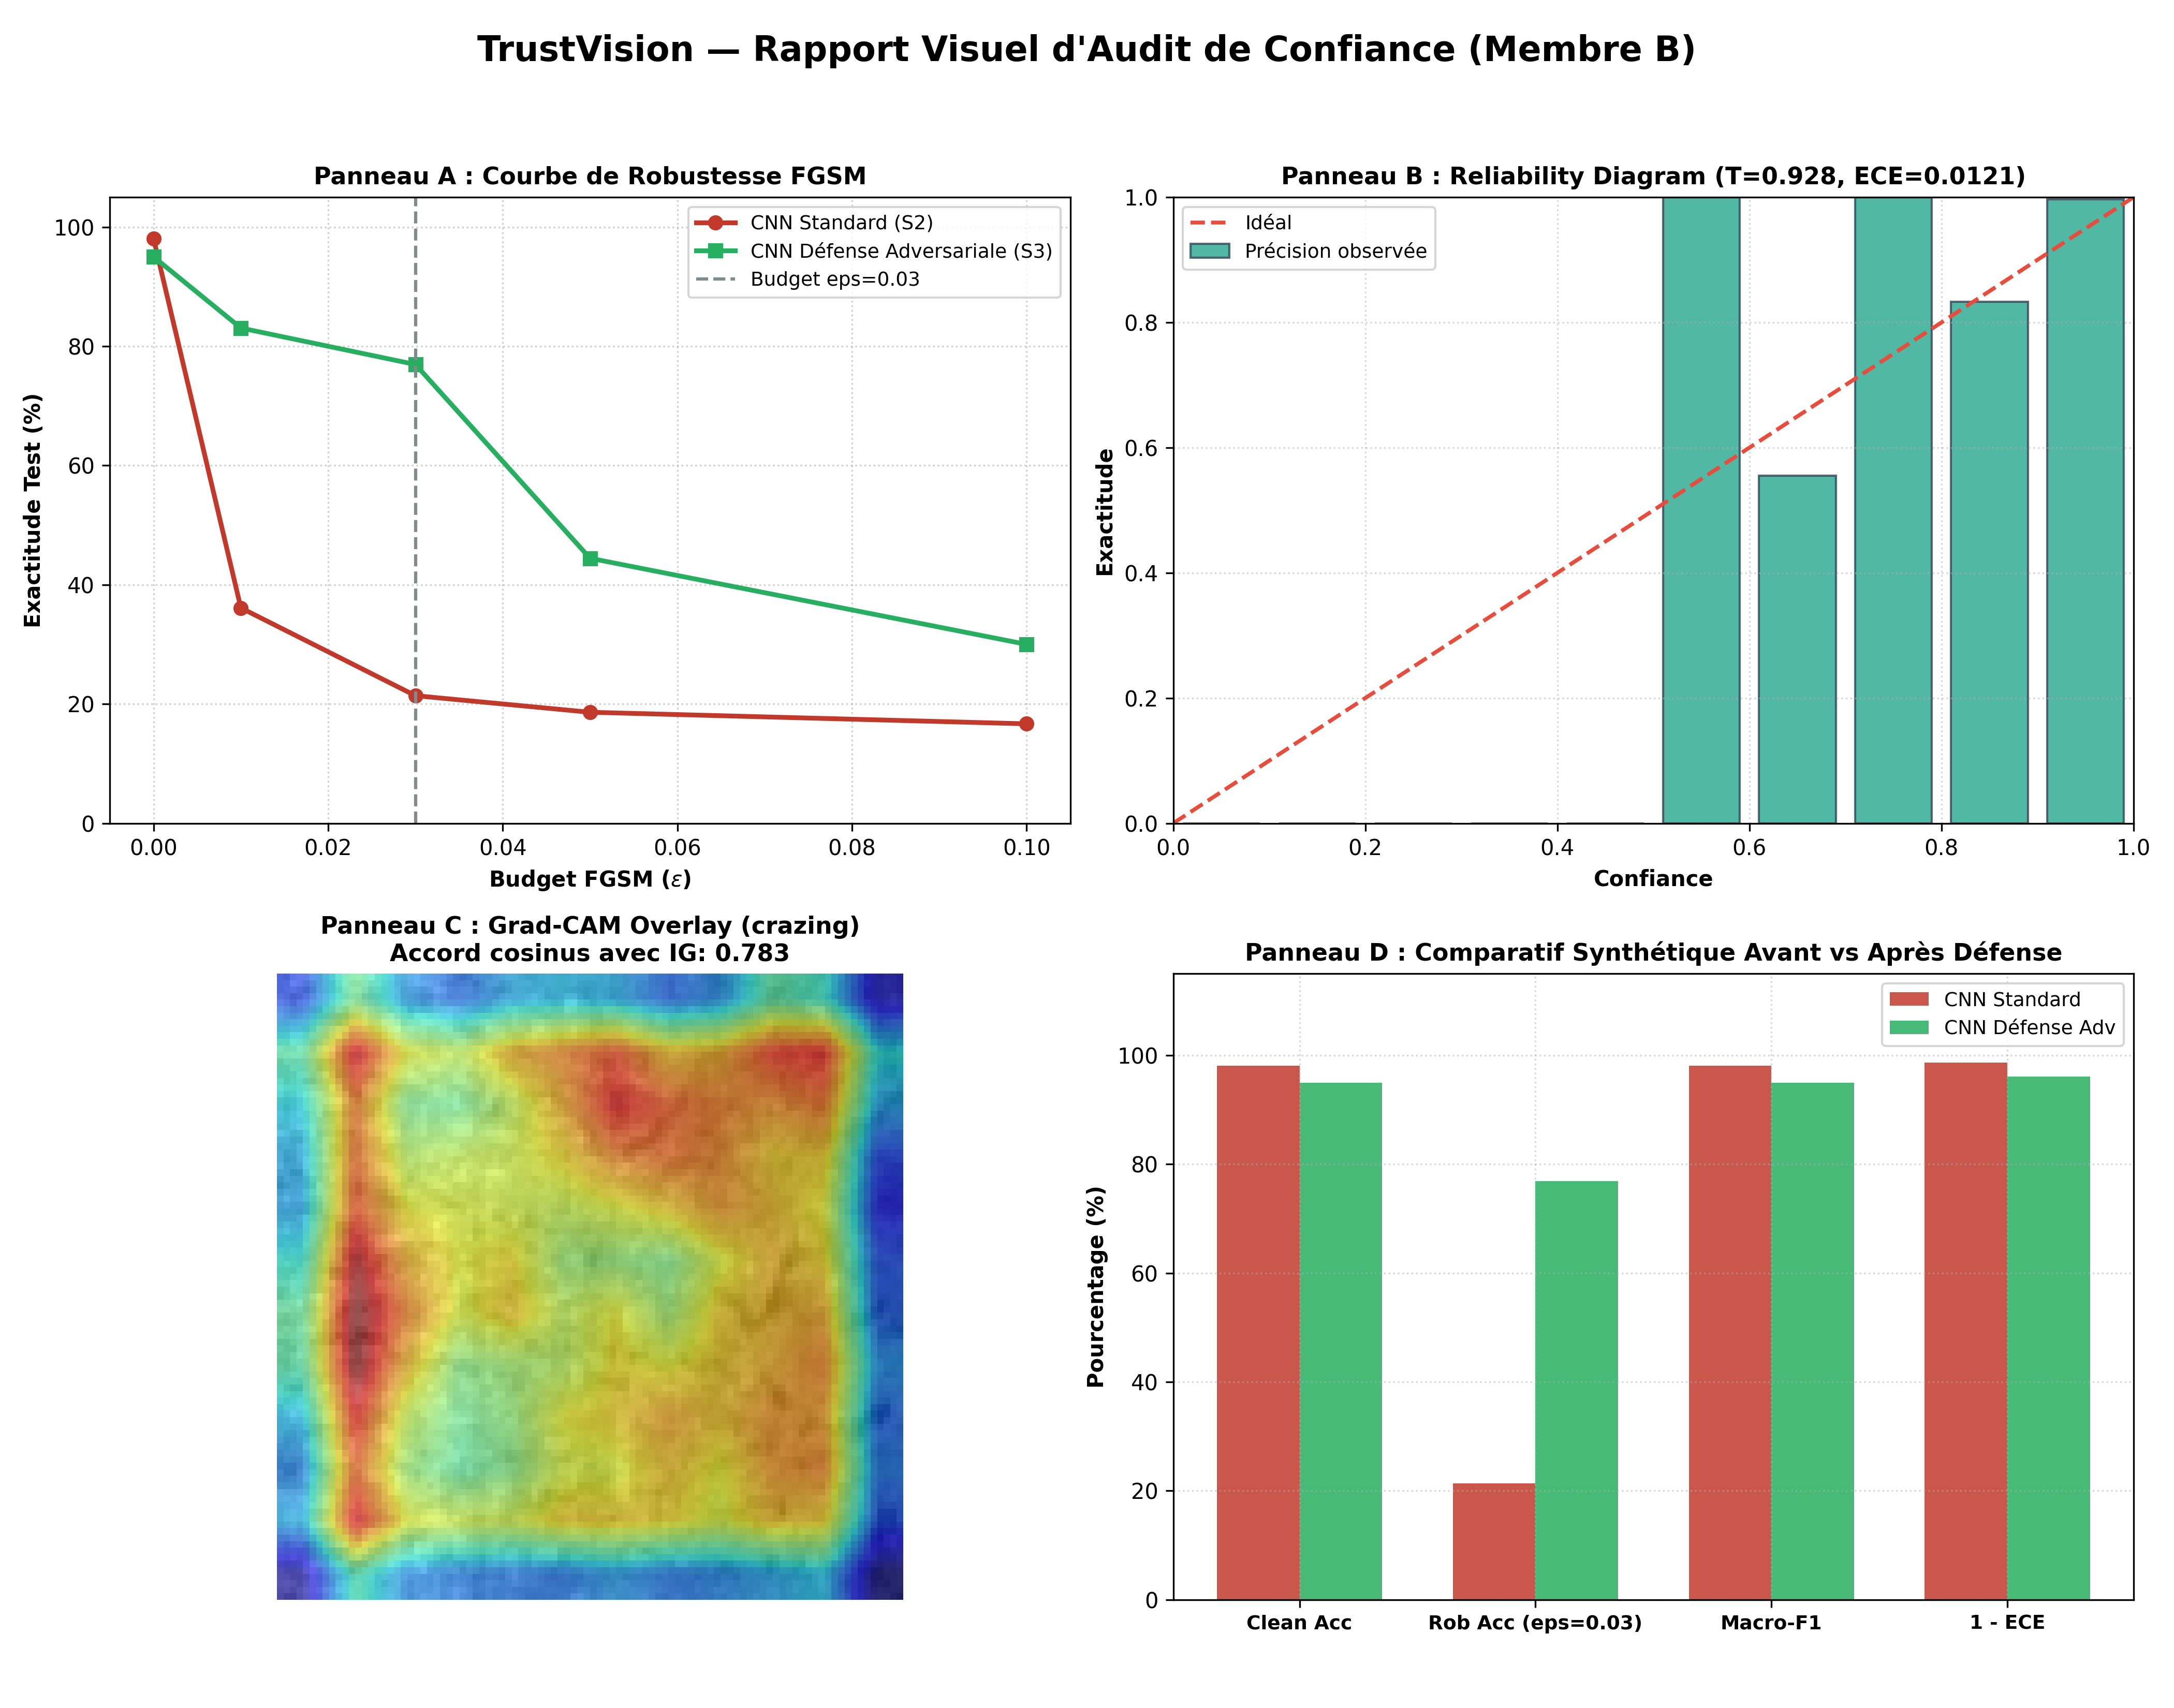 TrustVision — Rapport Visuel d'Audit de Confiance (Membre B)
Panneau A : Courbe de Robustesse FGSM
CNN Standard (S2)
CNN Défense Adversariale (S3)
Budget eps=0.03
Exactitude Test (%)
100
80
60
40
20
0
0.00 0.02 0.04 0.06 0.08 0.10
Budget FGSM (ε)
Panneau B : Reliability Diagram (T=0.928, ECE=0.0121)
Idéal
Précision observée
Exactitude
1.0
0.8
0.6
0.4
0.2
0.0
0.0 0.2 0.4 0.6 0.8 1.0
Confiance
Panneau C : Grad-CAM Overlay (crazing)
Accord cosinus avec IG: 0.783
Panneau D : Comparatif Synthétique Avant vs Après Défense
CNN Standard
CNN Défense Adv
Pourcentage (%)
100
80
60
40
20
0
Clean Acc Rob Acc (eps=0.03) Macro-F1 1 - ECE